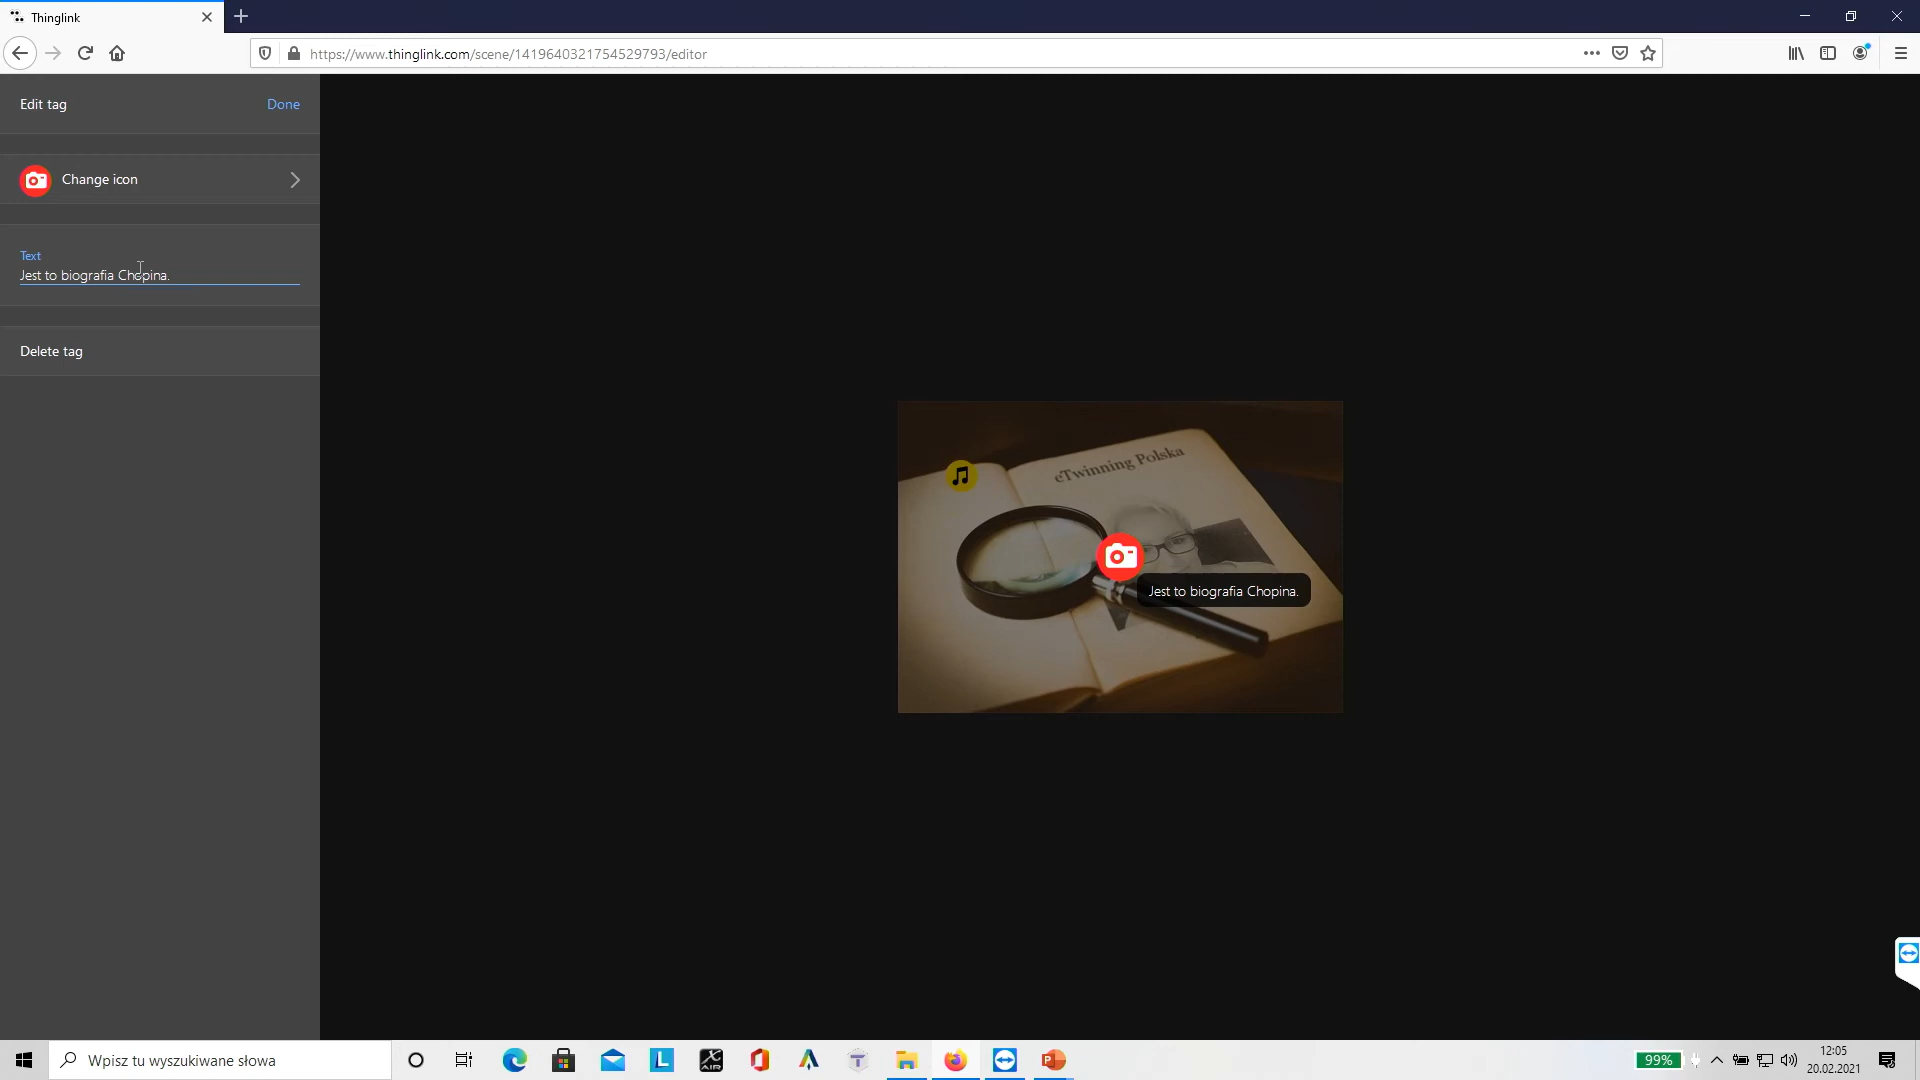 Thinglink
https://www.thinglink.com/scene/1419640321754529793/editor
Edit tag
Done
Change icon
Text
Jest to biografia Chopina.
Delete tag
eTwinning Polska
Jest to biografia Chopina.
Wpisz tu wyszukiwane słowa
L
AIR
T
P
99%
12:05
20.02.2021